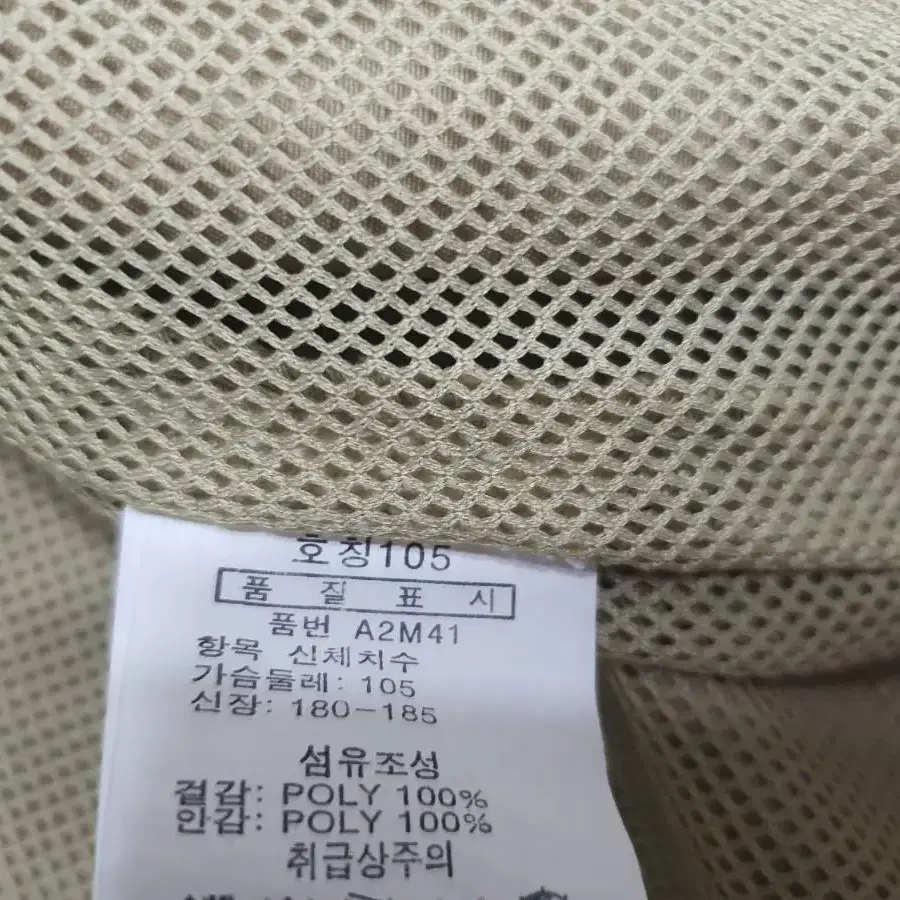 호칭105
품 질 표 시
품번 A2M41
항목 신체치수
가슴둘레: 105
신장: 180-185
섬유조성
겉감: POLY 100%
안감: POLY 100%
취급상주의